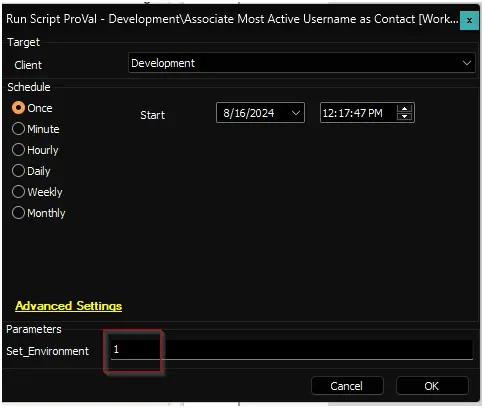 Run Script ProVal - Development\Associate Most Active Username as Contact [Work... x
Target
Client Development
Schedule
Once Start 8/16/2024 12:17:47 PM
Minute
Hourly
Daily
Weekly
Monthly
Advanced Settings
Parameters
Set_Environment 1
Cancel OK